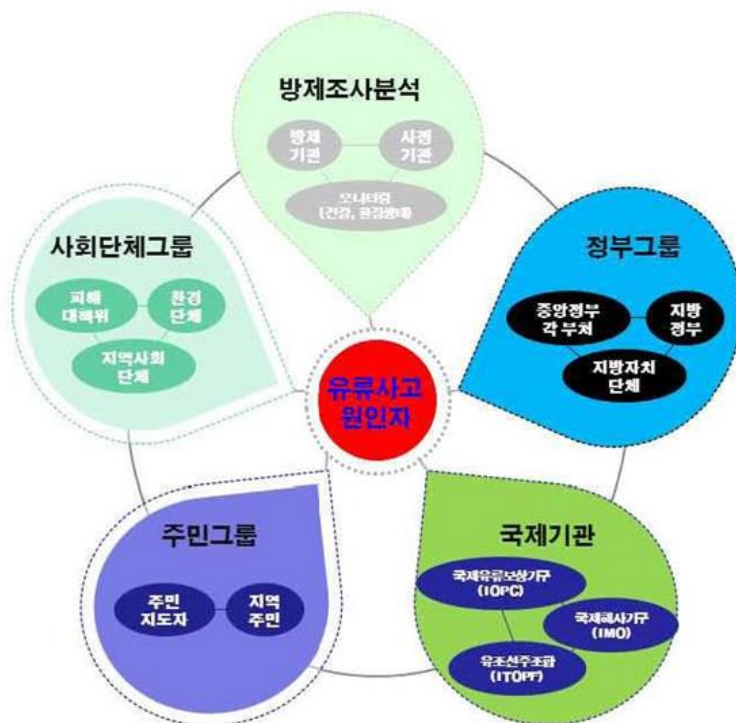 방제조사분석
방제
기관
사정
기관
모니터링
(건강, 환경생태)
사회단체그룹
피해
대책위
환경
단체
지역사회
단체
정부그룹
중앙정부
각 부처
지방
정부
지방자치
단체
유류사고
원인자
주민그룹
주민
지도자
지역
주민
국제기관
국제유류보상기구
(IOPC)
국제해사기구
(IMO)
유조선주조합
(ITOPF)